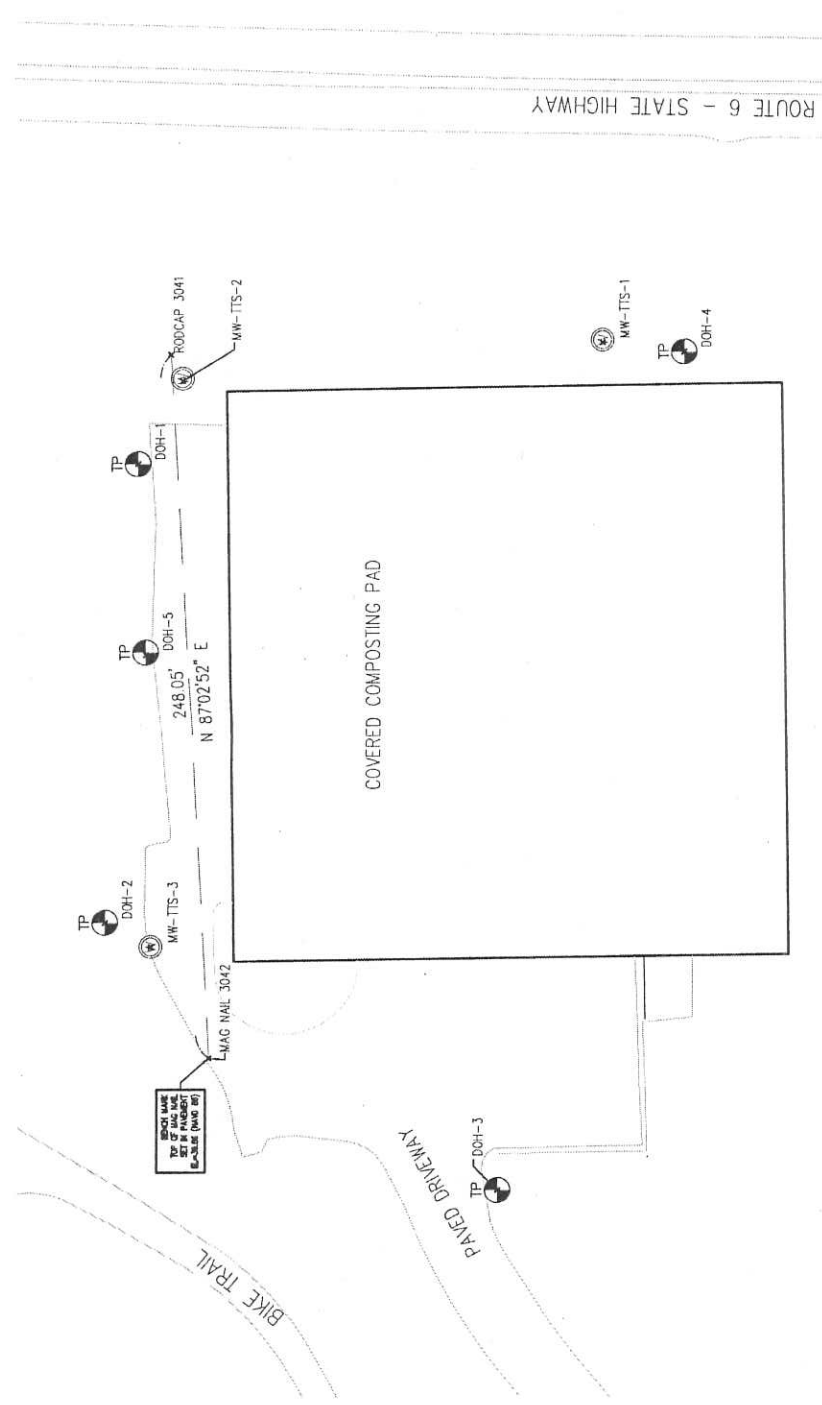 ROUTE 6 - STATE HIGHWAY
RODCAP 3041
MW-TTS-2
MW-TTS-1
TP
DOH-4
TP
DOH-1
TP
DOH-5
248.05'
N 87°02'52" E
COVERED COMPOSTING PAD
TP
DOH-2
MW-TTS-3
MAG NAIL 3042
BENCH MARK
TOP OF MAG NAIL
SET IN PAVEMENT
PAVED DRIVEWAY
TP
DOH-3
BIKE TRAIL